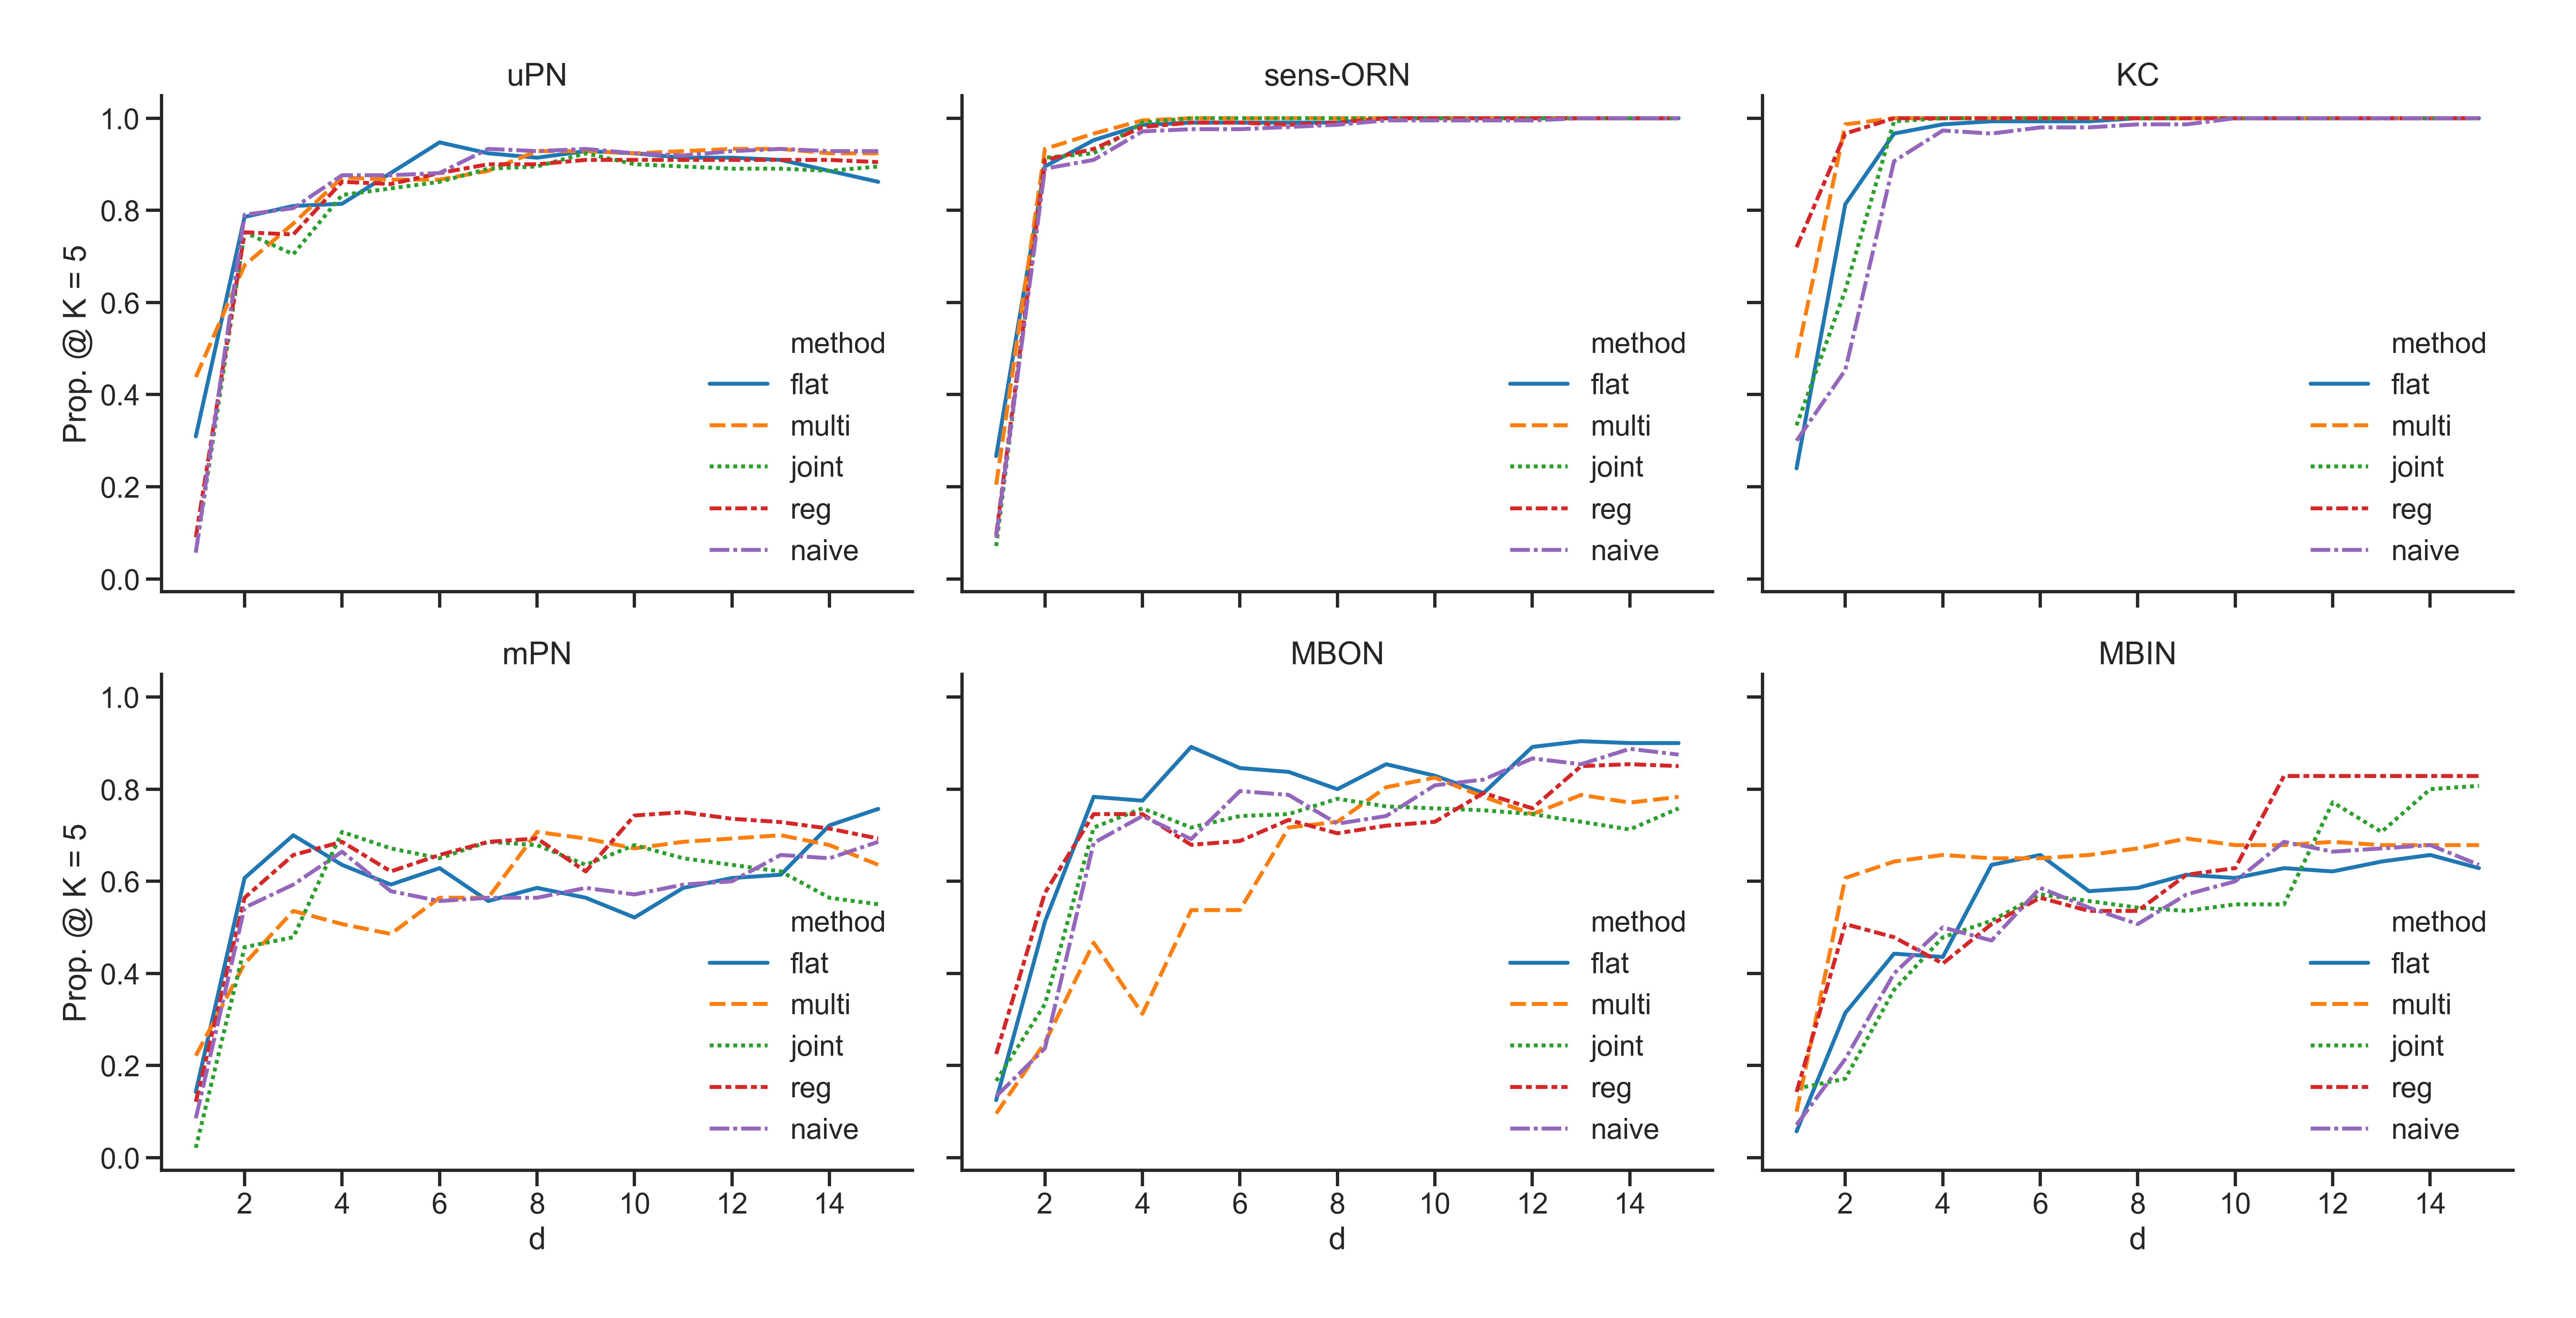 uPN
sens-ORN
KC
Prop. @ K = 5
1.0
0.8
0.6
0.4
0.2
0.0
method
flat
multi
joint
reg
naive
method
flat
multi
joint
reg
naive
method
flat
multi
joint
reg
naive
mPN
MBON
MBIN
Prop. @ K = 5
1.0
0.8
0.6
0.4
0.2
0.0
method
flat
multi
joint
reg
naive
method
flat
multi
joint
reg
naive
method
flat
multi
joint
reg
naive
2 4 6 8 10 12 14
2 4 6 8 10 12 14
2 4 6 8 10 12 14
d
d
d